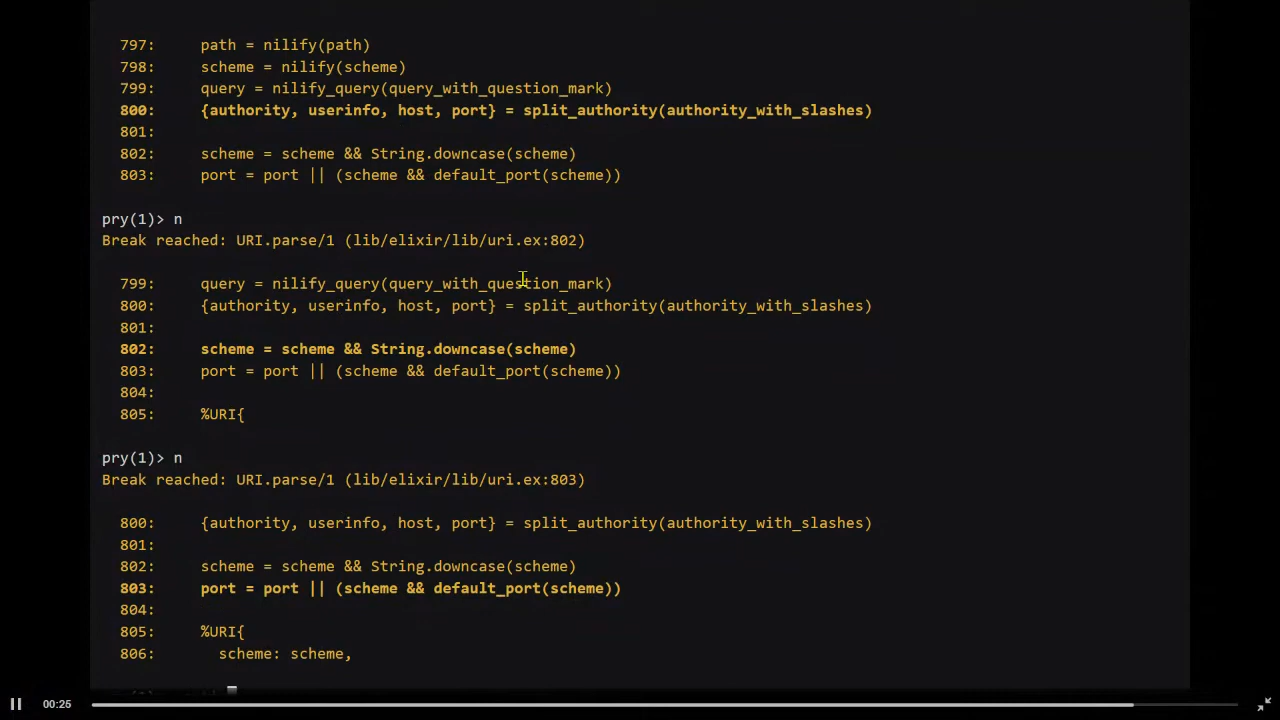 797:     path = nilify(path)
798:     scheme = nilify(scheme)
799:     query = nilify_query(query_with_question_mark)
800:     {authority, userinfo, host, port} = split_authority(authority_with_slashes)
801:
802:     scheme = scheme && String.downcase(scheme)
803:     port = port || (scheme && default_port(scheme))
pry(1)> n
Break reached: URI.parse/1 (lib/elixir/lib/uri.ex:802)
799:     query = nilify_query(query_with_question_mark)
800:     {authority, userinfo, host, port} = split_authority(authority_with_slashes)
801:
802:     scheme = scheme && String.downcase(scheme)
803:     port = port || (scheme && default_port(scheme))
804:
805:     %URI{
pry(1)> n
Break reached: URI.parse/1 (lib/elixir/lib/uri.ex:803)
800:     {authority, userinfo, host, port} = split_authority(authority_with_slashes)
801:
802:     scheme = scheme && String.downcase(scheme)
803:     port = port || (scheme && default_port(scheme))
804:
805:     %URI{
806:       scheme: scheme,
00:25